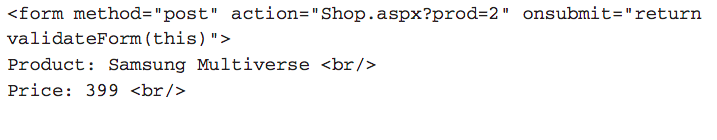 <form method="post" action="Shop.aspx?prod=2" onsubmit="return
validateForm(this)">
Product: Samsung Multiverse <br/>
Price: 399 <br/>